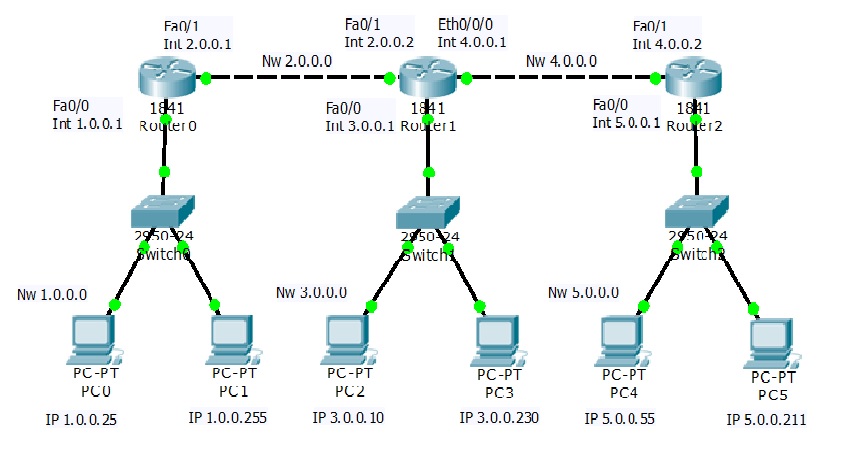 Fa0/1
Int 2.0.0.1
Nw 2.0.0.0
Fa0/1
Int 2.0.0.2
Eth0/0/0
Int 4.0.0.1
Nw 4.0.0.0
Fa0/1
Int 4.0.0.2
Fa0/0
Int 1.0.0.1
1841
Router0
Fa0/0
Int 3.0.0.1
1841
Router1
Fa0/0
Int 5.0.0.1
1841
Router2
2950-24
Switch0
2950-24
Switch1
2950-24
Switch2
Nw 1.0.0.0
Nw 3.0.0.0
Nw 5.0.0.0
PC-PT
PC0
PC-PT
PC1
PC-PT
PC2
PC-PT
PC3
PC-PT
PC4
PC-PT
PC5
IP 1.0.0.25
IP 1.0.0.255
IP 3.0.0.10
IP 3.0.0.230
IP 5.0.0.55
IP 5.0.0.211